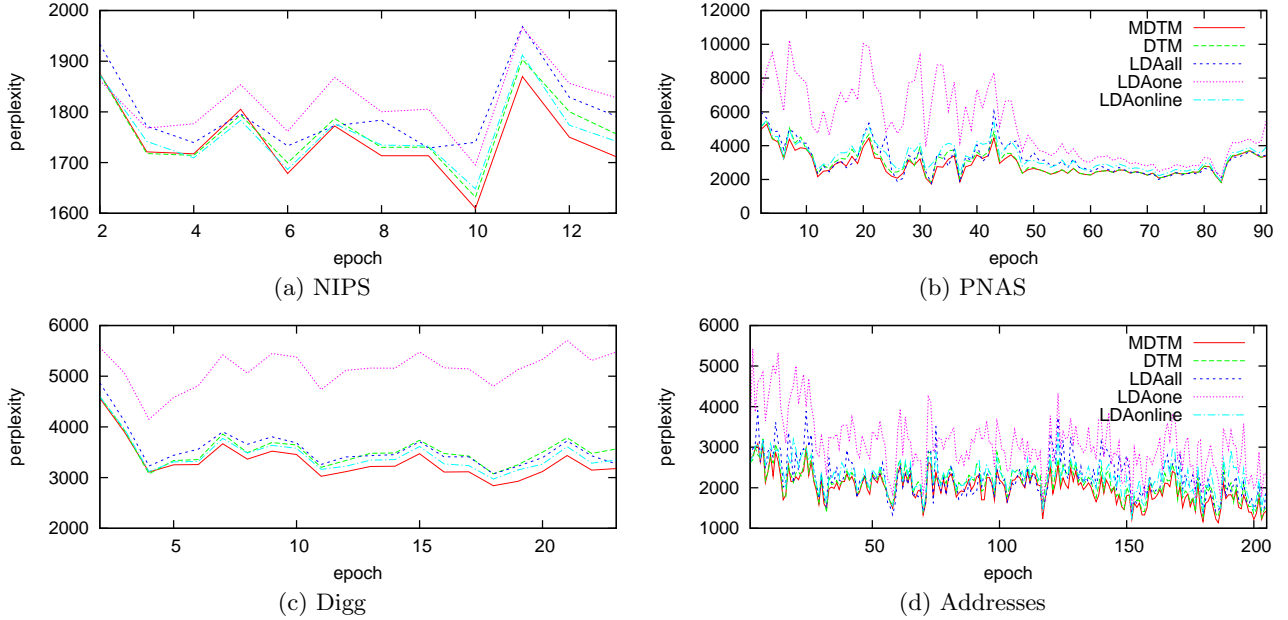 2000
1900
1800
1700
1600
perplexity
2 4 6 8 10 12
epoch
(a) NIPS
12000
10000
8000
6000
4000
2000
0
perplexity
MDTM
DTM
LDAall
LDAone
LDAonline
10 20 30 40 50 60 70 80 90
epoch
(b) PNAS
6000
5000
4000
3000
2000
perplexity
5 10 15 20
epoch
(c) Digg
6000
5000
4000
3000
2000
1000
perplexity
MDTM
DTM
LDAall
LDAone
LDAonline
50 100 150 200
epoch
(d) Addresses